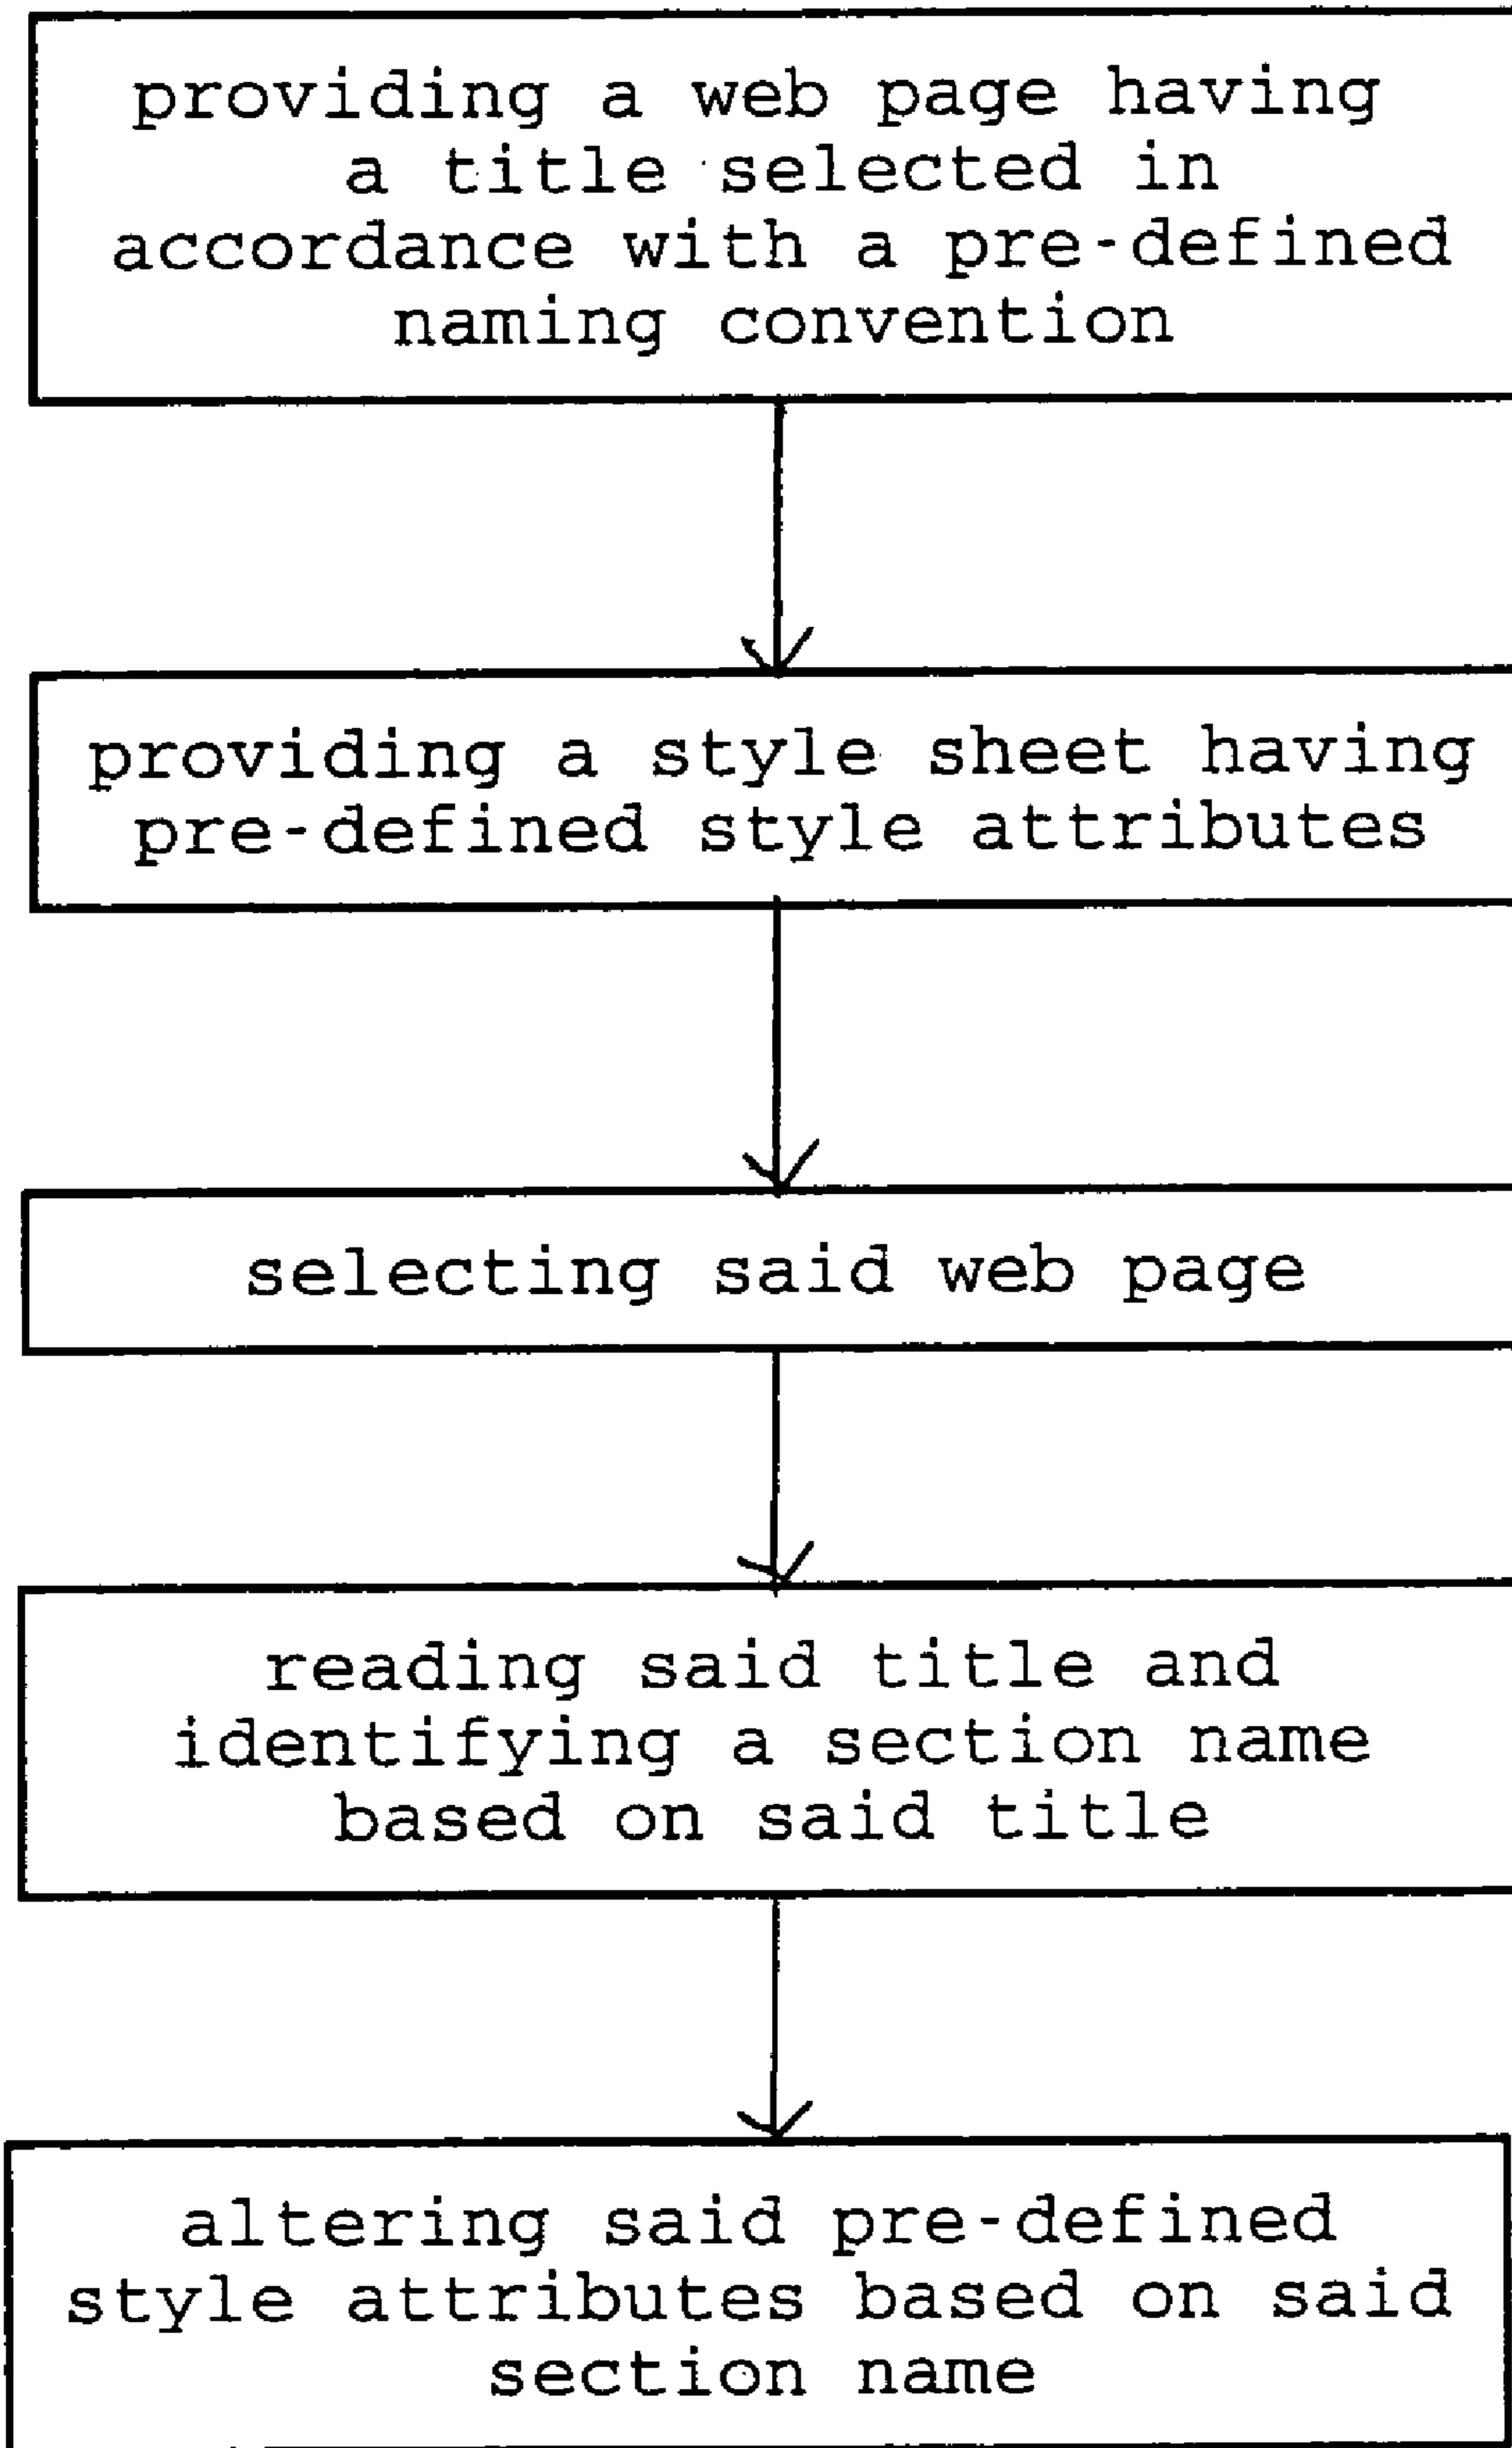 providing a web page having
a title selected in
accordance with a pre-defined
naming convention
providing a style sheet having
pre-defined style attributes
selecting said web page
reading said title and
identifying a section name
based on said title
altering said pre-defined
style attributes based on said
section name